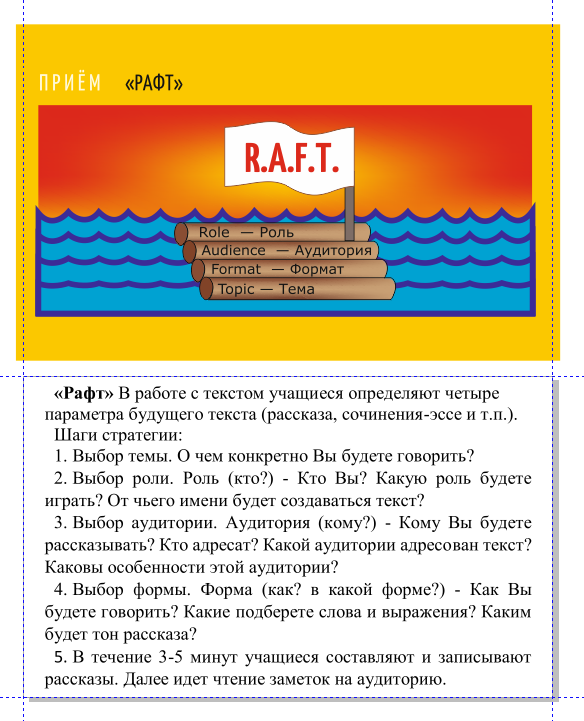 ПРИЁМ «РАФТ»
R.A.F.T.
Role — Роль
Audience — Аудитория
Format — Формат
Topic — Тема
«Рафт» В работе с текстом учащиеся определяют четыре
параметра будущего текста (рассказа, сочинения-эссе и т.п.).
Шаги стратегии:
1. Выбор темы. О чем конкретно Вы будете говорить?
2. Выбор роли. Роль (кто?) - Кто Вы? Какую роль будете
играть? От чьего имени будет создаваться текст?
3. Выбор аудитории. Аудитория (кому?) - Кому Вы будете
рассказывать? Кто адресат? Какой аудитории адресован текст?
Каковы особенности этой аудитории?
4. Выбор формы. Форма (как? в какой форме?) - Как Вы
будете говорить? Какие подберете слова и выражения? Каким
будет тон рассказа?
5. В течение 3-5 минут учащиеся составляют и записывают
рассказы. Далее идет чтение заметок на аудиторию.